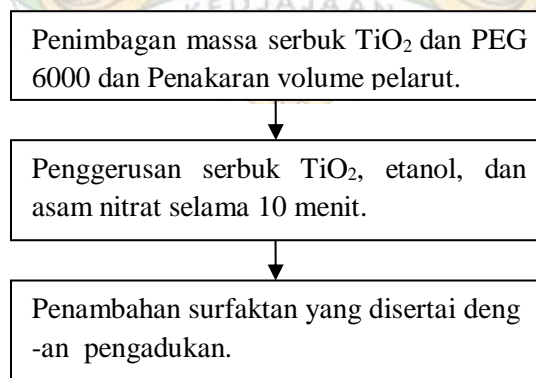 KEDJAJAAN
Penimbagan massa serbuk TiO₂ dan PEG
6000 dan Penakaran volume pelarut.
Penggerusan serbuk TiO₂, etanol, dan
asam nitrat selama 10 menit.
Penambahan surfaktan yang disertai deng
-an pengadukan.